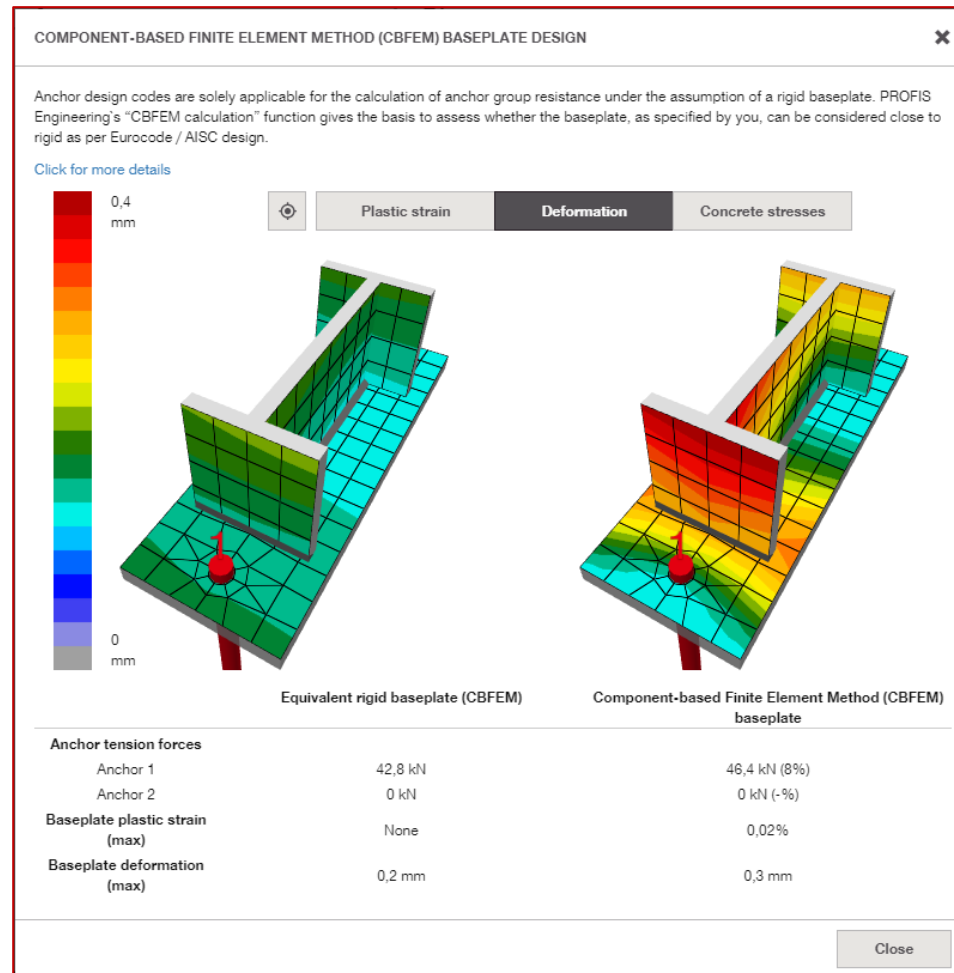 COMPONENT-BASED FINITE ELEMENT METHOD (CBFEM) BASEPLATE DESIGN
Anchor design codes are solely applicable for the calculation of anchor group resistance under the assumption of a rigid baseplate. PROFIS
Engineering`s “CBFEM calculation” function gives the basis to assess whether the baseplate, as specified by you, can be considered close to
rigid as per Eurocode / AISC design.
Click for more details
0,4
mm
Plastic strain
Deformation
Concrete stresses
1
1
0
mm
Equivalent rigid baseplate (CBFEM)
Component-based Finite Element Method (CBFEM)
baseplate
Anchor tension forces
Anchor 1 42,8 kN 46,4 kN (8%)
Anchor 2 0 kN 0 kN (-%)
Baseplate plastic strain
(max) None 0,02%
Baseplate deformation
(max) 0,2 mm 0,3 mm
Close